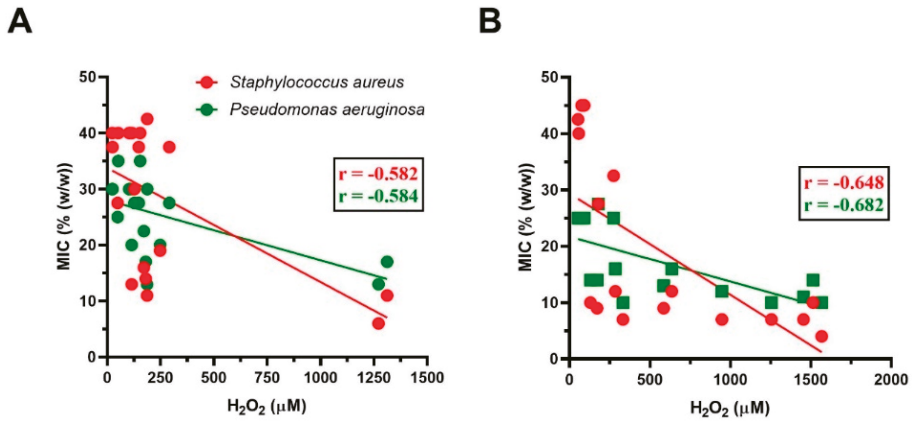 A
B
Staphylococcus aureus
Pseudomonas aeruginosa
r = -0.582
r = -0.584
MIC (% (w/w))
50
40
30
20
10
0
0
250
500
750
1000
1250
1500
H₂O₂ (μM)
r = -0.648
r = -0.682
MIC (% (w/w))
50
40
30
20
10
0
0
500
1000
1500
2000
H₂O₂ (μM)